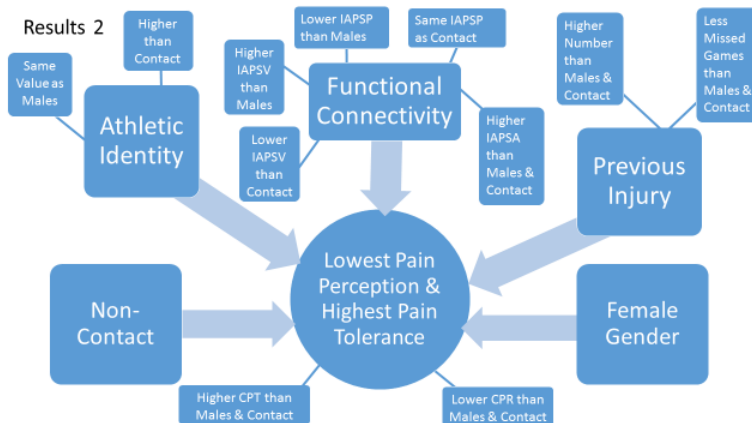 Results 2
Same
Value as
Males
Higher
than
Contact
Athletic
Identity
Lower IAPSP
than Males
Same IAPSP
as Contact
Higher
IAPSV
than
Males
Functional
Connectivity
Lower
IAPSV
than
Contact
Higher
IAPSA
than
Males &
Contact
Higher
Number
than
Males &
Contact
Less
Missed
Games
than
Males &
Contact
Previous
Injury
Non-
Contact
Lowest Pain
Perception &
Highest Pain
Tolerance
Female
Gender
Higher CPT than
Males & Contact
Lower CPR than
Males & Contact